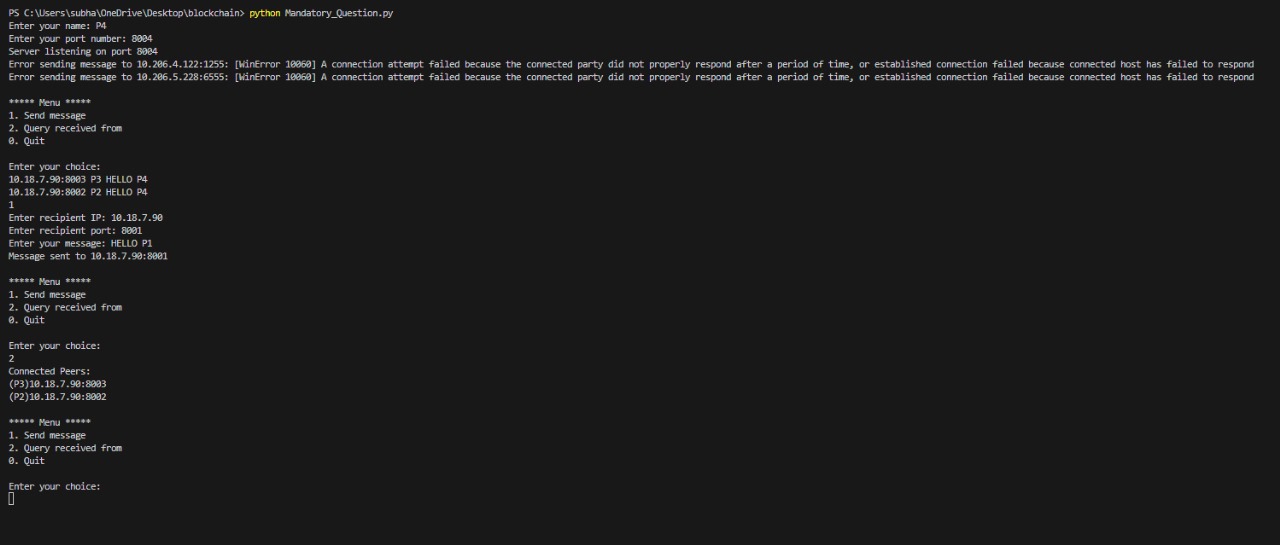 PS C:\Users\subha\OneDrive\Desktop\blockchain> python Mandatory_Question.py
Enter your name: P4
Enter your port number: 8004
Server listening on port 8004
Error sending message to 10.206.4.122:1255: [WinError 10060] A connection attempt failed because the connected party did not properly respond after a period of time, or established connection failed because connected host has failed to respond
Error sending message to 10.206.5.228:6555: [WinError 10060] A connection attempt failed because the connected party did not properly respond after a period of time, or established connection failed because connected host has failed to respond
***** Menu *****
1. Send message
2. Query received from
0. Quit
Enter your choice:
10.18.7.90:8003 P3 HELLO P4
10.18.7.90:8002 P2 HELLO P4
1
Enter recipient IP: 10.18.7.90
Enter recipient port: 8001
Enter your message: HELLO P1
Message sent to 10.18.7.90:8001
***** Menu *****
1. Send message
2. Query received from
0. Quit
Enter your choice:
2
Connected Peers:
(P3)10.18.7.90:8003
(P2)10.18.7.90:8002
***** Menu *****
1. Send message
2. Query received from
0. Quit
Enter your choice: